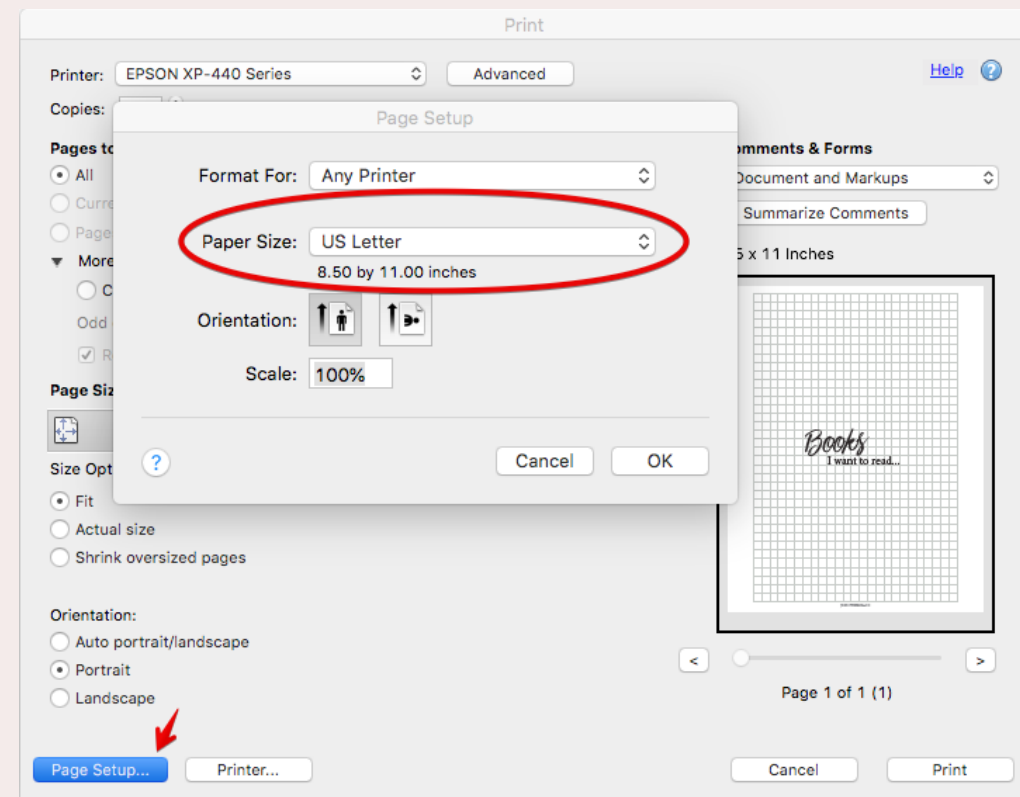 Print
Printer: EPSON XP-440 Series Advanced Help ?
Copies:
Page Setup
Pages to
All
Format For: Any Printer
Comments & Forms
Document and Markups
Summarize Comments
Page
Paper Size: US Letter
8.50 by 11.00 inches
x 11 Inches
More
Odd
Orientation:
Scale: 100%
Page
? Cancel OK
Size
Fit
Actual size
Shrink oversized pages
Books
I want to read...
Orientation:
Auto portrait/landscape
Portrait
Landscape
< >
Page 1 of 1 (1)
Page Setup... Printer... Cancel Print